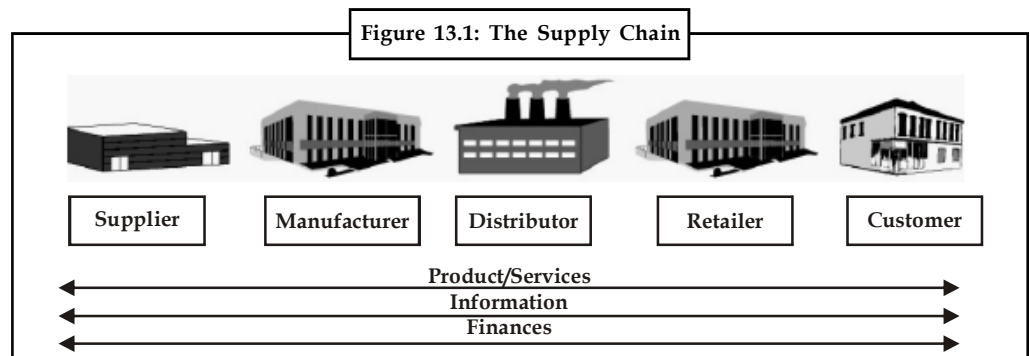 Figure 13.1: The Supply Chain
Supplier Manufacturer Distributor Retailer Customer
Product/Services
Information
Finances